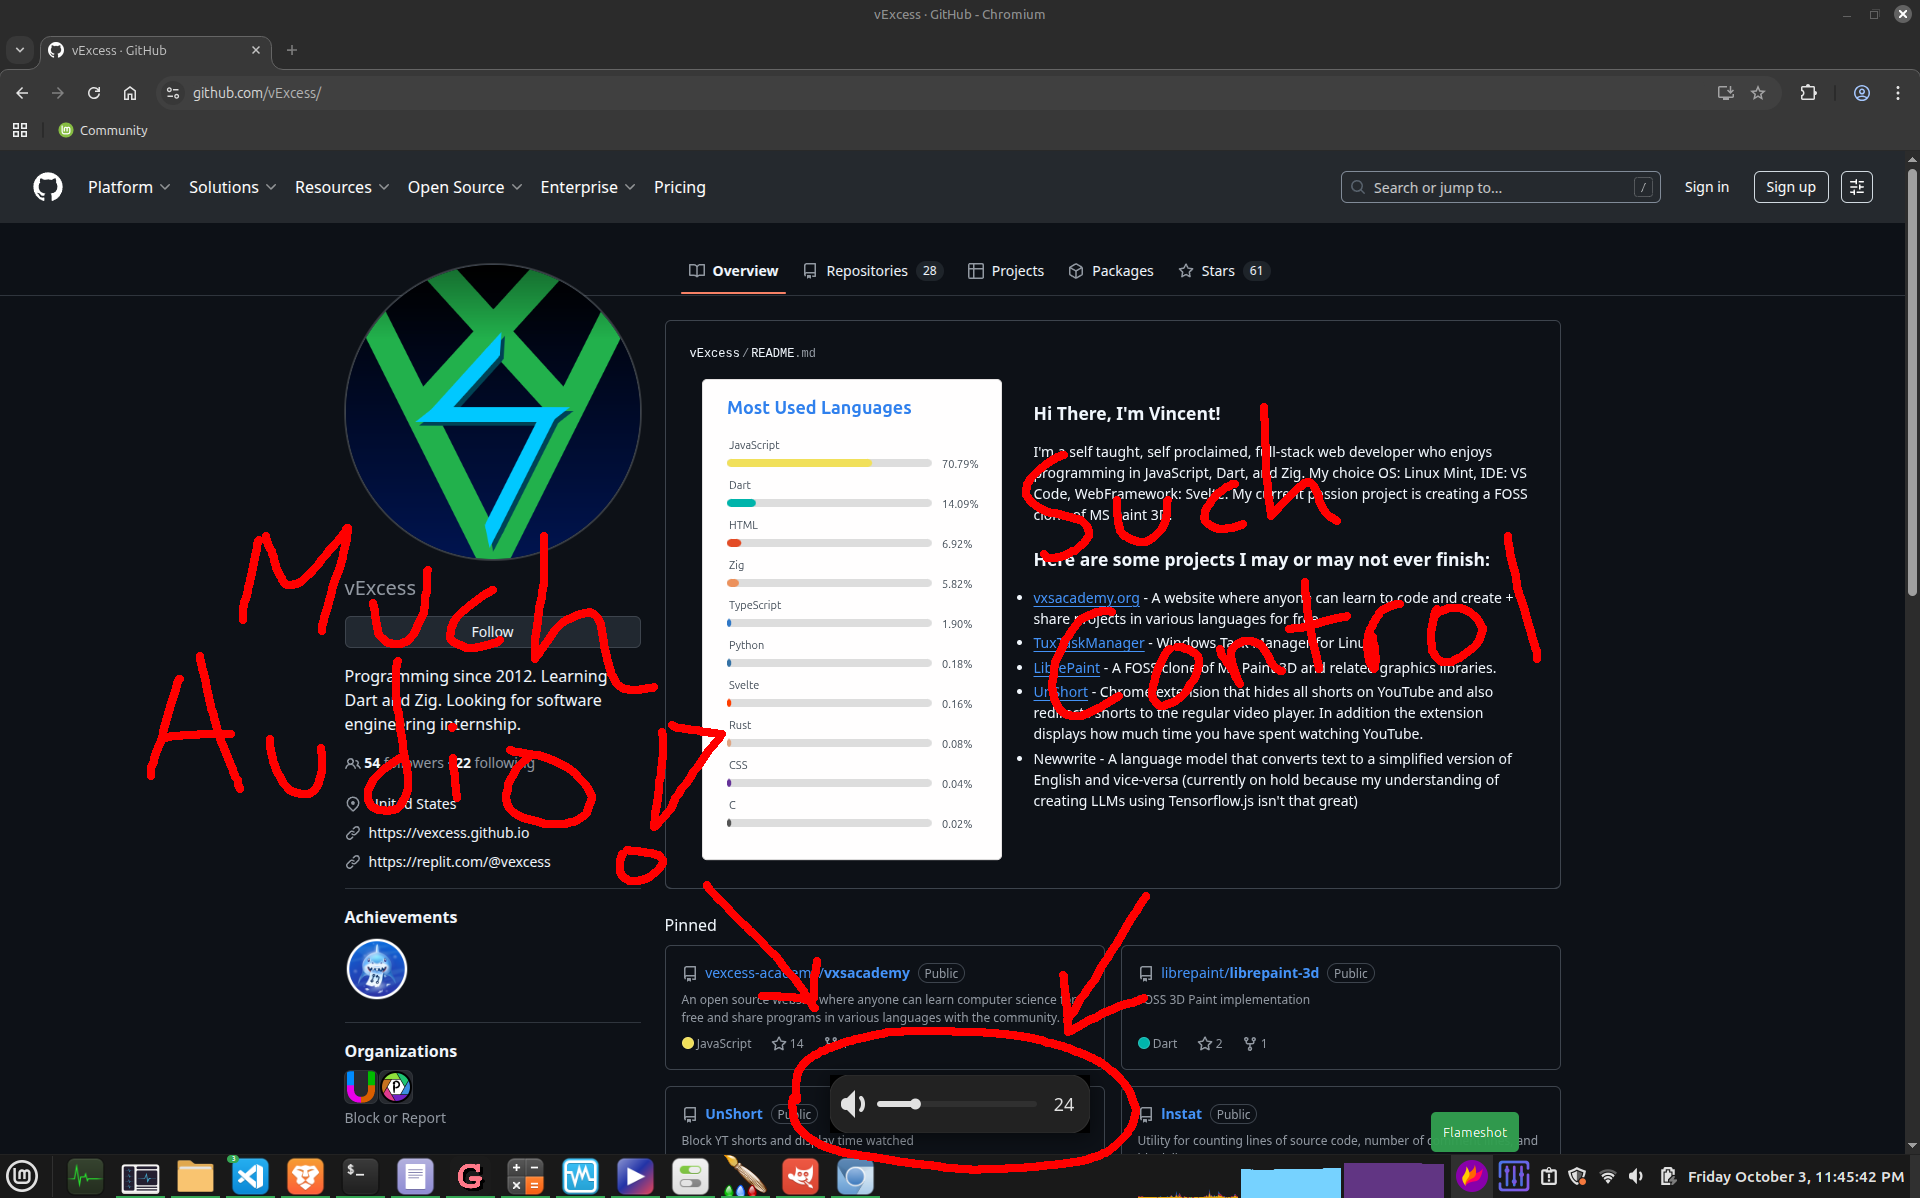 vExcess · GitHub - Chromium
vExcess · GitHub
github.com/vExcess/
Community
Platform Solutions Resources Open Source Enterprise Pricing
Search or jump to... /
Sign in
Sign up
Overview Repositories 28 Projects Packages Stars 61
vExcess
Follow
Programming since 2012. Learning
Dart and Zig. Looking for software
engineering internship.
54 followers · 22 following
United States
https://vexcess.github.io
https://replit.com/@vexcess
Achievements
Organizations
Block or Report
Much
Audio!
vExcess / README.md
Most Used Languages
JavaScript
70.79%
Dart
14.09%
HTML
6.92%
Zig
5.82%
TypeScript
1.90%
Python
0.18%
Svelte
0.16%
Rust
0.08%
CSS
0.04%
C
0.02%
Hi There, I'm Vincent!
I'm a self taught, self proclaimed, full-stack web developer who enjoys
programming in JavaScript, Dart, and Zig. My choice OS: Linux Mint, IDE: VS
Code, WebFramework: Svelte. My current passion project is creating a FOSS
clone of MS Paint 3D.
Here are some projects I may or may not ever finish:
vxsacademy.org - A website where anyone can learn to code and create +
share projects in various languages for free
TuxTaskManager - Windows Task Manager for Linux
LibrePaint - A FOSS clone of MS Paint 3D and related graphics libraries.
UnShort - Chrome extension that hides all shorts on YouTube and also
redirects shorts to the regular video player. In addition the extension
displays how much time you have spent watching YouTube.
Newwrite - A language model that converts text to a simplified version of
English and vice-versa (currently on hold because my understanding of
creating LLMs using Tensorflow.js isn't that great)
Such
Control
Pinned
vexcess-academy/vxsacademy Public
An open source website where anyone can learn computer science for
free and share programs in various languages with the community.
JavaScript 14
librepaint/librepaint-3d Public
FOSS 3D Paint implementation
Dart 2 1
UnShort Public
Block YT shorts and display time watched
lnstat Public
Utility for counting lines of source code, number of and
24
Flameshot
3
Friday October 3, 11:45:42 PM